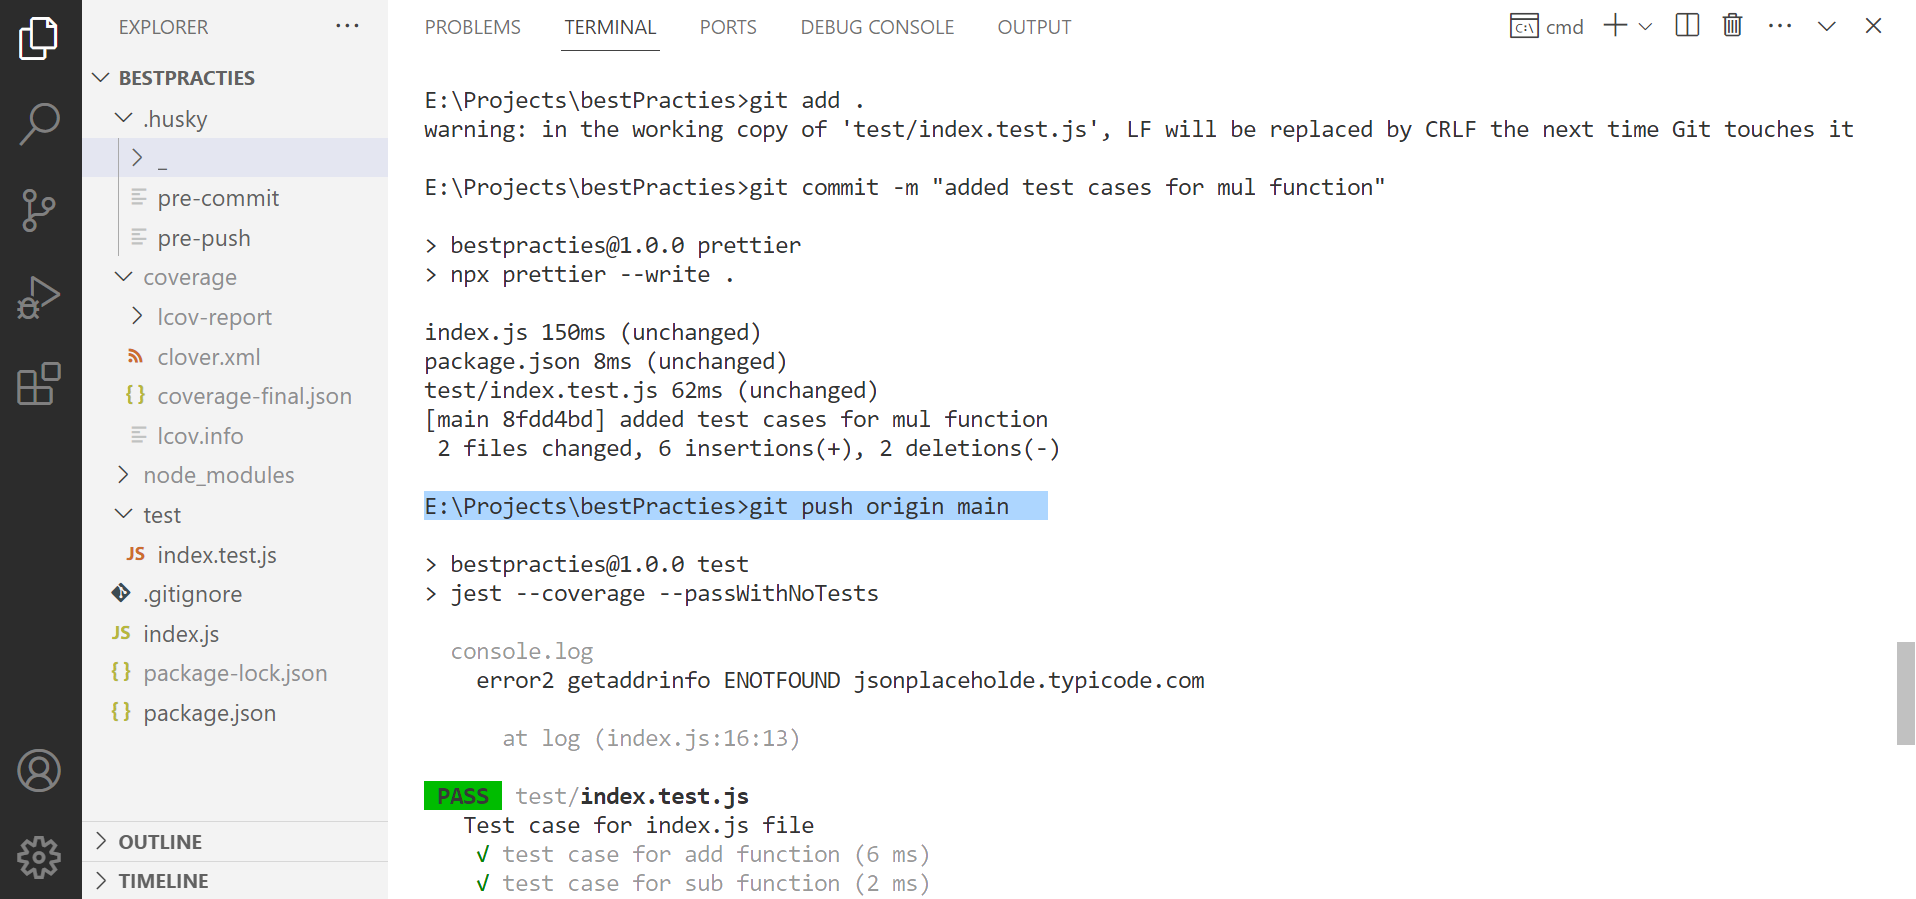 EXPLORER
BESTPRACTIES
.husky
_
pre-commit
pre-push
coverage
lcov-report
clover.xml
{} coverage-final.json
lcov.info
node_modules
test
JS index.test.js
.gitignore
JS index.js
{} package-lock.json
{} package.json
OUTLINE
TIMELINE
PROBLEMS TERMINAL PORTS DEBUG CONSOLE OUTPUT
C:\ cmd
E:\Projects\bestPracties>git add .
warning: in the working copy of 'test/index.test.js', LF will be replaced by CRLF the next time Git touches it
E:\Projects\bestPracties>git commit -m "added test cases for mul function"
> bestpracties@1.0.0 prettier
> npx prettier --write .
index.js 150ms (unchanged)
package.json 8ms (unchanged)
test/index.test.js 62ms (unchanged)
[main 8fdd4bd] added test cases for mul function
2 files changed, 6 insertions(+), 2 deletions(-)
E:\Projects\bestPracties>git push origin main
> bestpracties@1.0.0 test
> jest --coverage --passWithNoTests
console.log
error2 getaddrinfo ENOTFOUND jsonplaceholde.typicode.com
at log (index.js:16:13)
PASS test/index.test.js
Test case for index.js file
√ test case for add function (6 ms)
√ test case for sub function (2 ms)